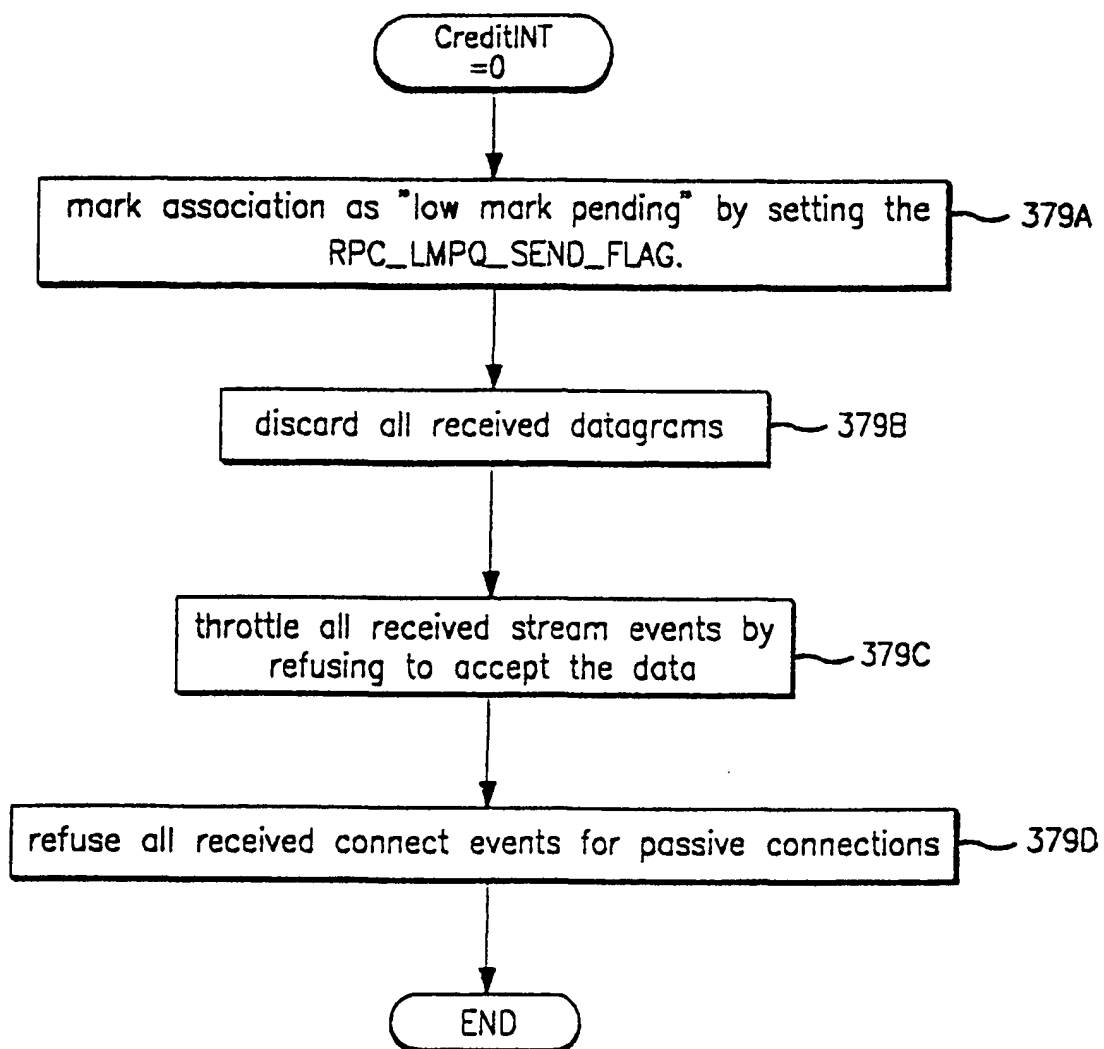 CreditINT
=0
mark association as "low mark pending" by setting the
RPC_LMPQ_SEND_FLAG.
379A
discard all received datagrams
379B
throttle all received stream events by
refusing to accept the data
379C
refuse all received connect events for passive connections
379D
END